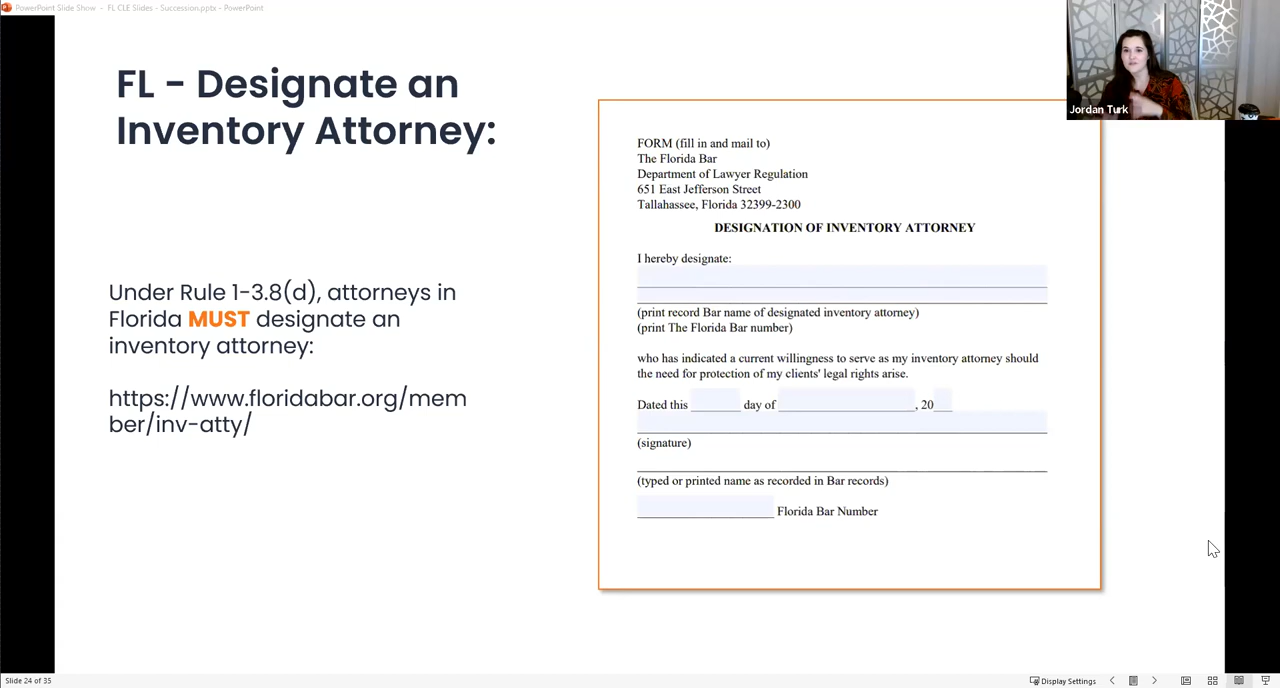 PowerPoint Slide Show - FL CLE Slides - Succession.pptx - PowerPoint
FL - Designate an
Inventory Attorney:
Under Rule 1-3.8(d), attorneys in
Florida MUST designate an
inventory attorney:
https://www.floridabar.org/mem
ber/inv-atty/
FORM (fill in and mail to)
The Florida Bar
Department of Lawyer Regulation
651 East Jefferson Street
Tallahassee, Florida 32399-2300
DESIGNATION OF INVENTORY ATTORNEY
I hereby designate:
(print record Bar name of designated inventory attorney)
(print The Florida Bar number)
who has indicated a current willingness to serve as my inventory attorney should
the need for protection of my clients' legal rights arise.
Dated this ______ day of ______________, 20__
(signature)
(typed or printed name as recorded in Bar records)
Florida Bar Number
Jordan Turk
Slide 24 of 35
Display Settings